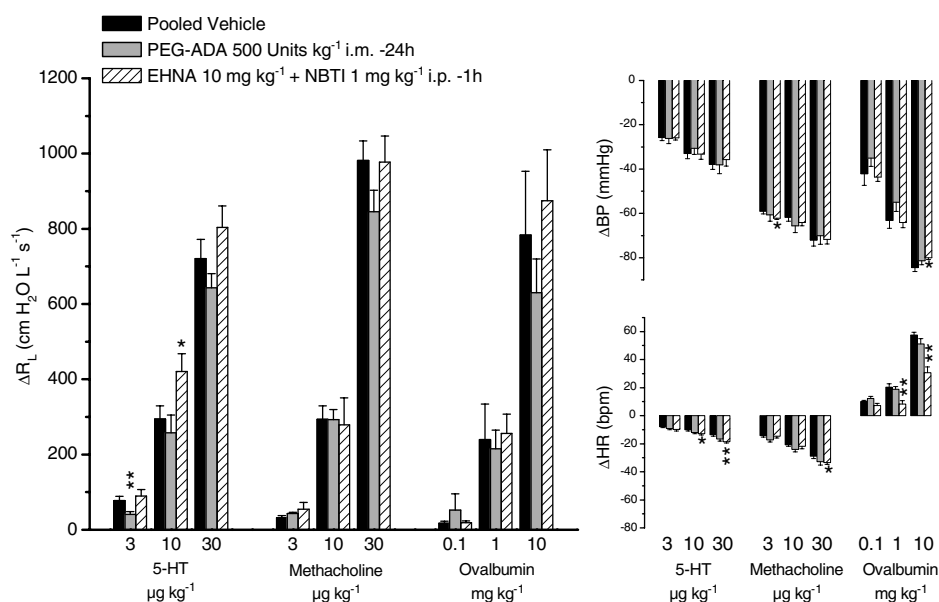 Pooled Vehicle
PEG-ADA 500 Units kg⁻¹ i.m. -24h
EHNA 10 mg kg⁻¹ + NBTI 1 mg kg⁻¹ i.p. -1h
ΔR_L (cm H₂O L⁻¹ s⁻¹)
1000
800
600
400
200
0
** *
3 10 30 3 10 30 0.1 1 10
5-HT Methacholine Ovalbumin
µg kg⁻¹ µg kg⁻¹ mg kg⁻¹
ΔBP (mmHg)
0
-20
-40
-60
-80
* *
ΔHR (bpm)
60
40
20
0
-20
-40
-60
-80
* ** * ** **
3 10 30 3 10 30 0.1 1 10
5-HT Methacholine Ovalbumin
µg kg⁻¹ µg kg⁻¹ mg kg⁻¹